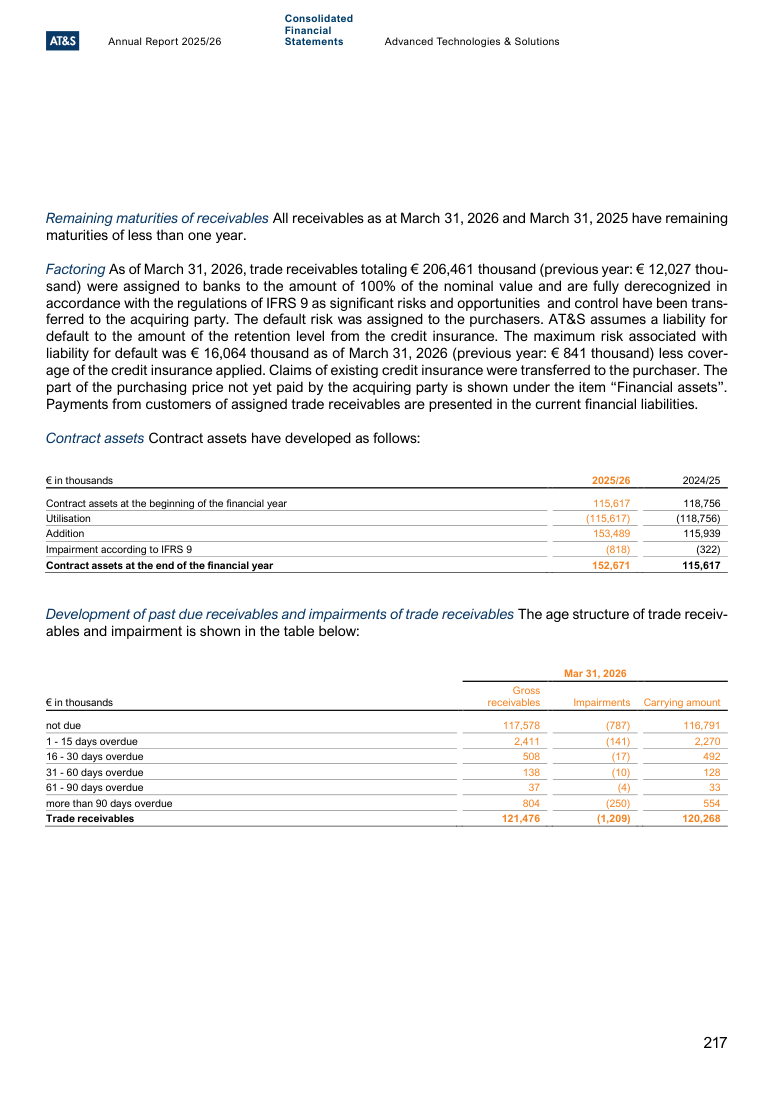 Consolidated
Financial
Statements
AT&S
Annual Report 2025/26
Advanced Technologies & Solutions
Remaining maturities of receivables All receivables as at March 31, 2026 and March 31, 2025 have remaining
maturities of less than one year.
Factoring As of March 31, 2026, trade receivables totaling € 206,461 thousand (previous year: € 12,027 thou-
sand) were assigned to banks to the amount of 100% of the nominal value and are fully derecognized in
accordance with the regulations of IFRS 9 as significant risks and opportunities and control have been trans-
ferred to the acquiring party. The default risk was assigned to the purchasers. AT&S assumes a liability for
default to the amount of the retention level from the credit insurance. The maximum risk associated with
liability for default was € 16,064 thousand as of March 31, 2026 (previous year: € 841 thousand) less cover-
age of the credit insurance applied. Claims of existing credit insurance were transferred to the purchaser. The
part of the purchasing price not yet paid by the acquiring party is shown under the item “Financial assets”.
Payments from customers of assigned trade receivables are presented in the current financial liabilities.
Contract assets Contract assets have developed as follows:
€ in thousands 2025/26 2024/25
Contract assets at the beginning of the financial year 115,617 118,756
Utilisation (115,617) (118,756)
Addition 153,489 115,939
Impairment according to IFRS 9 (818) (322)
Contract assets at the end of the financial year 152,671 115,617
Development of past due receivables and impairments of trade receivables The age structure of trade receiv-
ables and impairment is shown in the table below:
Mar 31, 2026
Gross
€ in thousands receivables Impairments Carrying amount
not due 117,578 (787) 116,791
1 - 15 days overdue 2,411 (141) 2,270
16 - 30 days overdue 508 (17) 492
31 - 60 days overdue 138 (10) 128
61 - 90 days overdue 37 (4) 33
more than 90 days overdue 804 (250) 554
Trade receivables 121,476 (1,209) 120,268
217